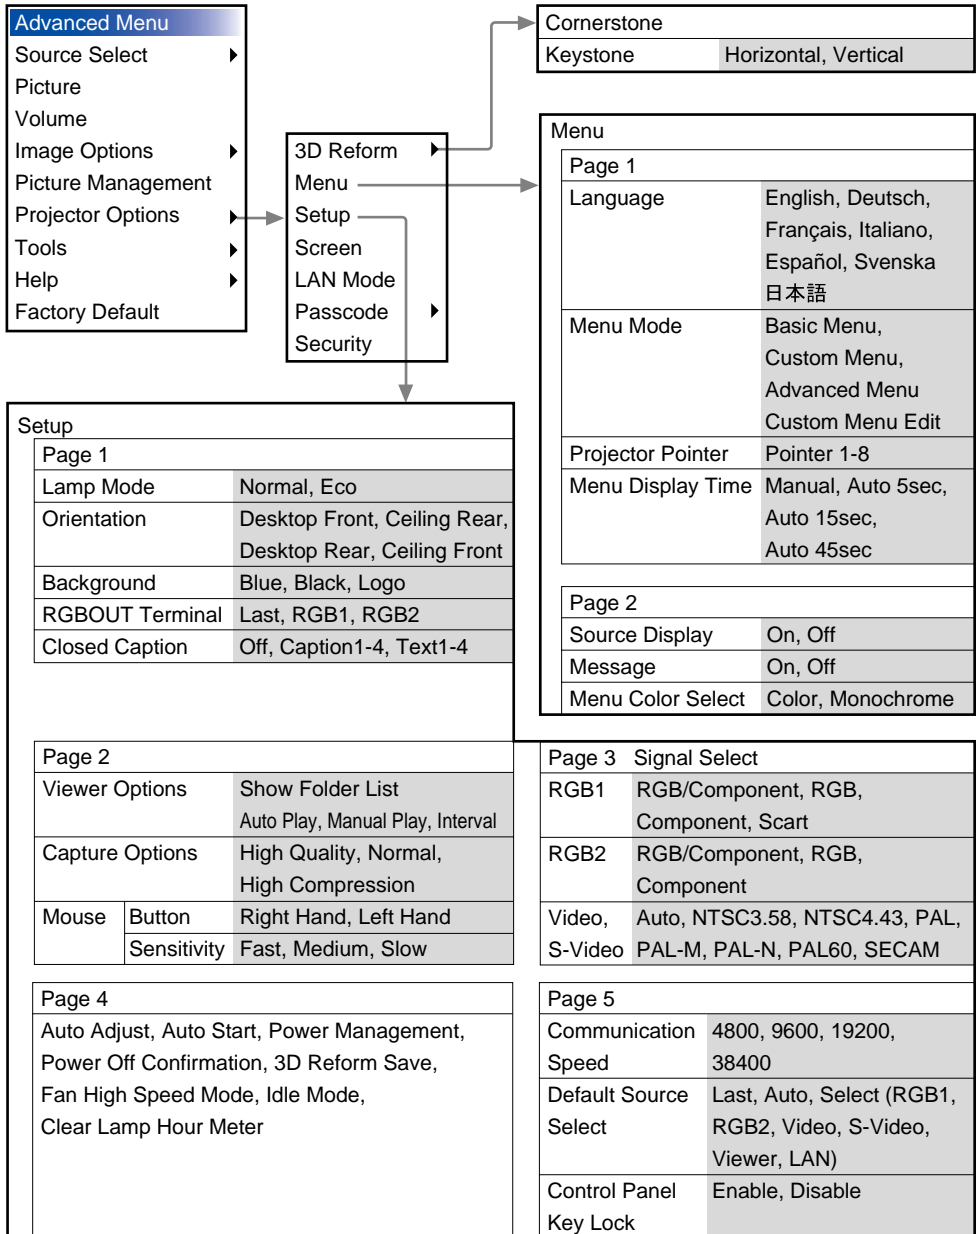 Advanced Menu
Source Select
Picture
Volume
Image Options
Picture Management
Projector Options
Tools
Help
Factory Default
3D Reform
Menu
Setup
Screen
LAN Mode
Passcode
Security
Cornerstone
Keystone Horizontal, Vertical
Menu
Page 1
Language English, Deutsch,
Français, Italiano,
Español, Svenska
日本語
Menu Mode Basic Menu,
Custom Menu,
Advanced Menu
Custom Menu Edit
Projector Pointer Pointer 1-8
Menu Display Time Manual, Auto 5sec,
Auto 15sec,
Auto 45sec
Page 2
Source Display On, Off
Message On, Off
Menu Color Select Color, Monochrome
Setup
Page 1
Lamp Mode Normal, Eco
Orientation Desktop Front, Ceiling Rear,
Desktop Rear, Ceiling Front
Background Blue, Black, Logo
RGBOUT Terminal Last, RGB1, RGB2
Closed Caption Off, Caption1-4, Text1-4
Page 2
Viewer Options Show Folder List
Auto Play, Manual Play, Interval
Capture Options High Quality, Normal,
High Compression
Mouse Button Right Hand, Left Hand
Sensitivity Fast, Medium, Slow
Page 3 Signal Select
RGB1 RGB/Component, RGB,
Component, Scart
RGB2 RGB/Component, RGB,
Component
Video, Auto, NTSC3.58, NTSC4.43, PAL,
S-Video PAL-M, PAL-N, PAL60, SECAM
Page 4
Auto Adjust, Auto Start, Power Management,
Power Off Confirmation, 3D Reform Save,
Fan High Speed Mode, Idle Mode,
Clear Lamp Hour Meter
Page 5
Communication 4800, 9600, 19200,
Speed 38400
Default Source Last, Auto, Select (RGB1,
Select RGB2, Video, S-Video,
Viewer, LAN)
Control Panel Enable, Disable
Key Lock